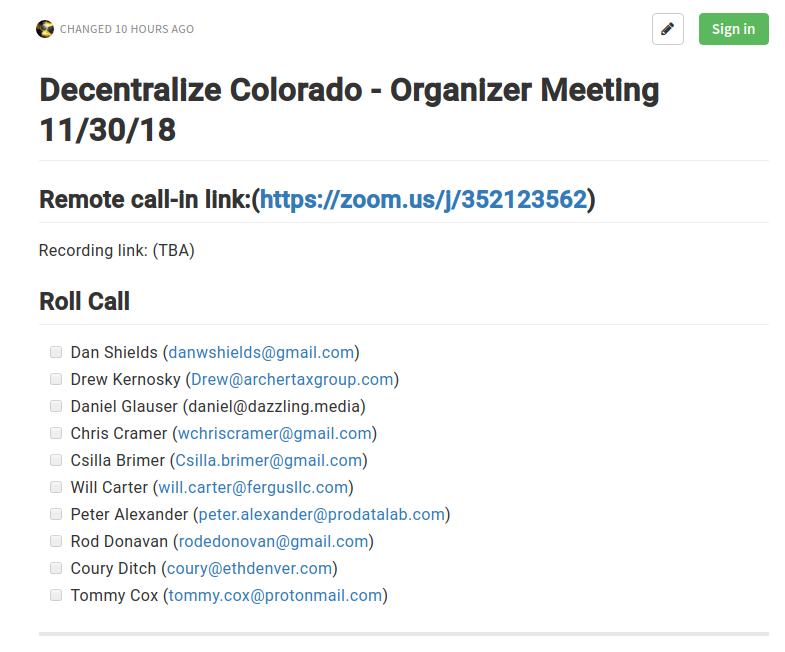 CHANGED 10 HOURS AGO
Sign in
Decentralize Colorado - Organizer Meeting
11/30/18
Remote call-in link:(https://zoom.us/j/352123562)
Recording link: (TBA)
Roll Call
Dan Shields (danwshields@gmail.com)
Drew Kernosky (Drew@archertaxgroup.com)
Daniel Glauser (daniel@dazzling.media)
Chris Cramer (wchriscramer@gmail.com)
Csilla Brimer (Csilla.brimer@gmail.com)
Will Carter (will.carter@fergusllc.com)
Peter Alexander (peter.alexander@prodatalab.com)
Rod Donavan (rodedonovan@gmail.com)
Coury Ditch (coury@ethdenver.com)
Tommy Cox (tommy.cox@protonmail.com)